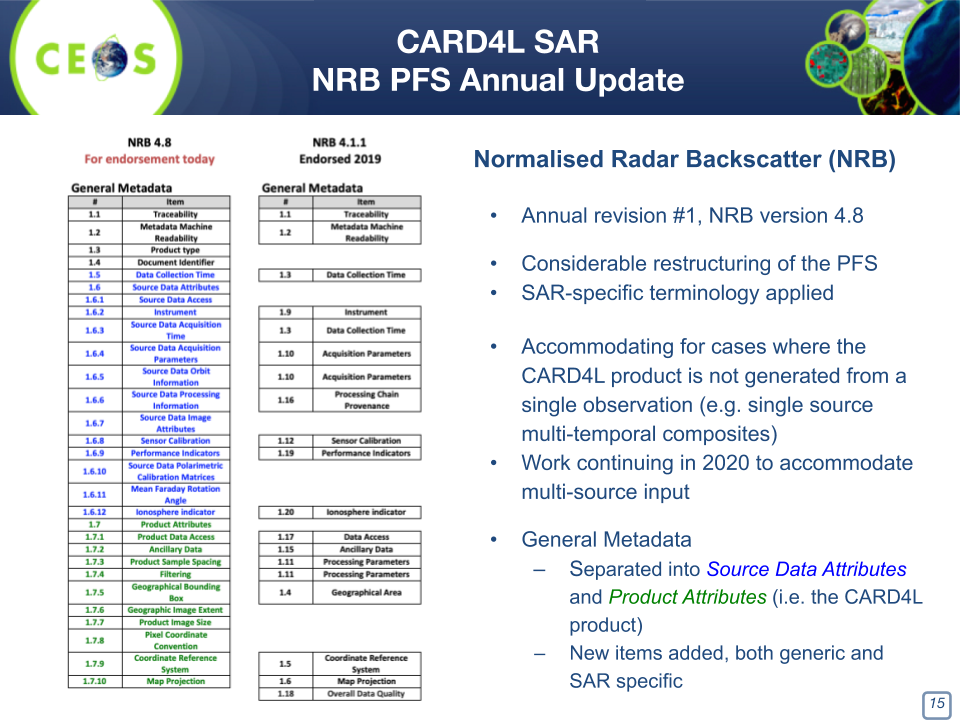 CEOS
CARD4L SAR
NRB PFS Annual Update
NRB 4.8
For endorsement today
General Metadata
# Item
1.1 Traceability
1.2 Metadata Machine
Readability
1.3 Product type
1.4 Document Identifier
1.5 Data Collection Time
1.6 Source Data Attributes
1.6.1 Source Data Access
1.6.2 Instrument
1.6.3 Source Data Acquisition
Time
1.6.4 Source Data Acquisition
Parameters
1.6.5 Source Data Orbit
Information
1.6.6 Source Data Processing
Information
1.6.7 Source Data Image
Attributes
1.6.8 Sensor Calibration
1.6.9 Performance Indicators
1.6.10 Source Data Polarimetric
Calibration Matrices
1.6.11 Mean Faraday Rotation
Angle
1.6.12 Ionosphere indicator
1.7 Product Attributes
1.7.1 Product Data Access
1.7.2 Ancillary Data
1.7.3 Product Sample Spacing
1.7.4 Filtering
1.7.5 Geographical Bounding
Box
1.7.6 Geographic Image Extent
1.7.7 Product Image Size
1.7.8 Pixel Coordinate
Convention
1.7.9 Coordinate Reference
System
1.7.10 Map Projection
NRB 4.1.1
Endorsed 2019
General Metadata
# Item
1.1 Traceability
1.2 Metadata Machine
Readability
1.3 Data Collection Time
1.9 Instrument
1.3 Data Collection Time
1.10 Acquisition Parameters
1.10 Acquisition Parameters
1.16 Processing Chain
Provenance
1.12 Sensor Calibration
1.19 Performance Indicators
1.20 Ionosphere indicator
1.17 Data Access
1.15 Ancillary Data
1.11 Processing Parameters
1.11 Processing Parameters
1.4 Geographical Area
1.5 Coordinate Reference
System
1.6 Map Projection
1.18 Overall Data Quality
Normalised Radar Backscatter (NRB)
• Annual revision #1, NRB version 4.8
• Considerable restructuring of the PFS
• SAR-specific terminology applied
• Accommodating for cases where the
CARD4L product is not generated from a
single observation (e.g. single source
multi-temporal composites)
• Work continuing in 2020 to accommodate
multi-source input
• General Metadata
– Separated into Source Data Attributes
and Product Attributes (i.e. the CARD4L
product)
– New items added, both generic and
SAR specific
15